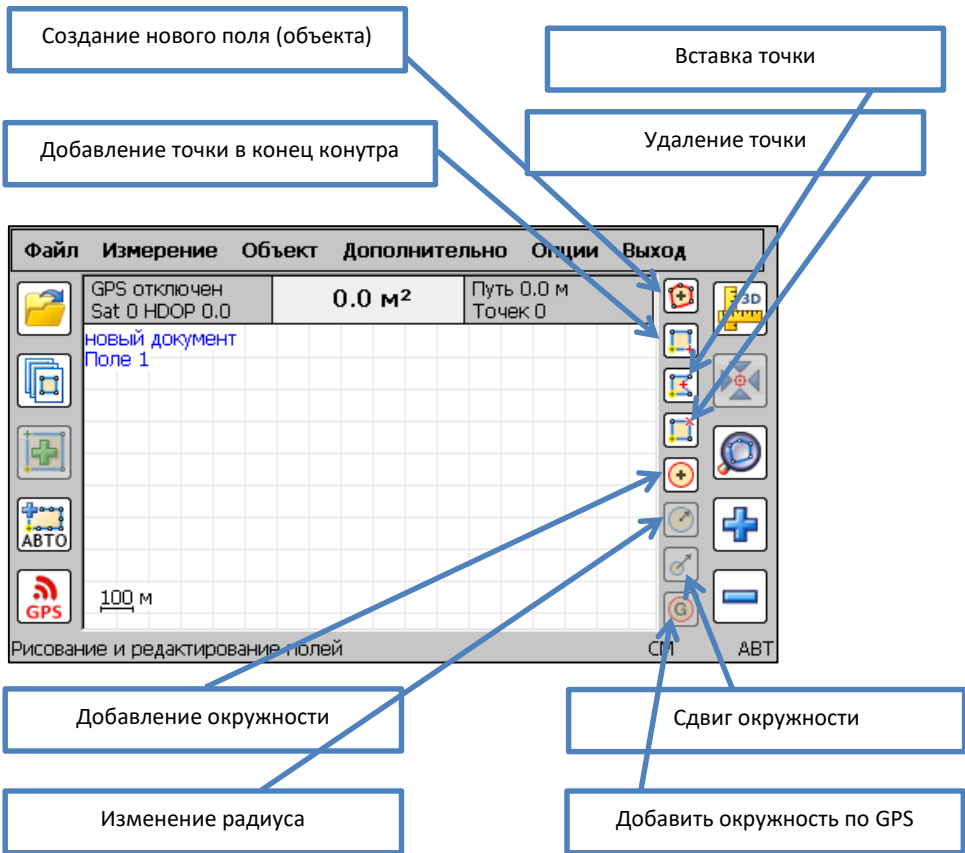 Создание нового поля (объекта)
Вставка точки
Добавление точки в конец конутра
Удаление точки
Файл Измерение Объект Дополнительно Опции Выход
GPS отключен
Sat 0 HDOP 0.0
0.0 м²
Путь 0.0 м
Точек 0
3D
новый документ
Поле 1
АВТО
GPS
100 м
G
Рисование и редактирование полей
СМ
АВТ
Добавление окружности
Сдвиг окружности
Изменение радиуса
Добавить окружность по GPS